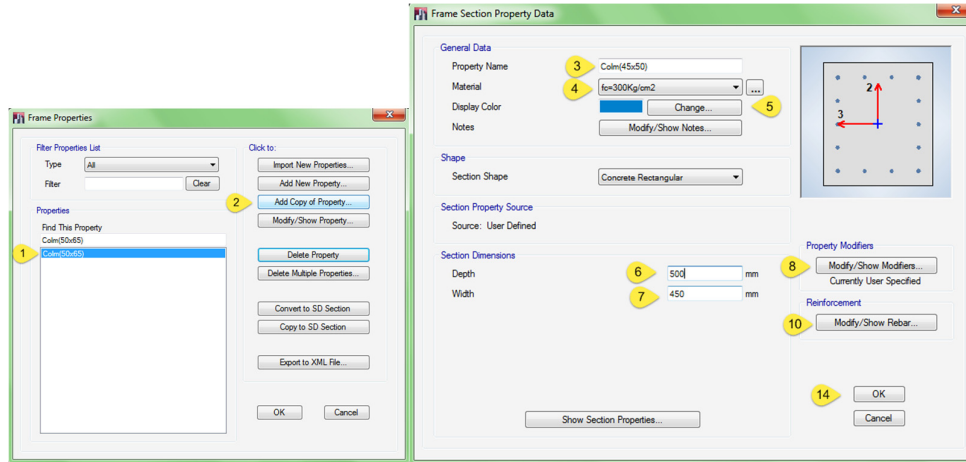 Frame Properties
Filter Properties List
Type
All
Filter
Clear
Properties
Find This Property
Colm(50x65)
1
Colm(50x65)
Click to:
Import New Properties...
Add New Property...
2
Add Copy of Property...
Modify/Show Property...
Delete Property
Delete Multiple Properties...
Convert to SD Section
Copy to SD Section
Export to XML File...
OK
Cancel
Frame Section Property Data
General Data
Property Name
3
Colm(45x50)
Material
4
fc=300Kg/cm2
...
Display Color
Change...
5
Notes
Modify/Show Notes...
2
3
Shape
Section Shape
Concrete Rectangular
Section Property Source
Source: User Defined
Section Dimensions
Depth
6
500
mm
Width
7
450
mm
Property Modifiers
8
Modify/Show Modifiers...
Currently User Specified
Reinforcement
10
Modify/Show Rebar...
Show Section Properties...
14
OK
Cancel